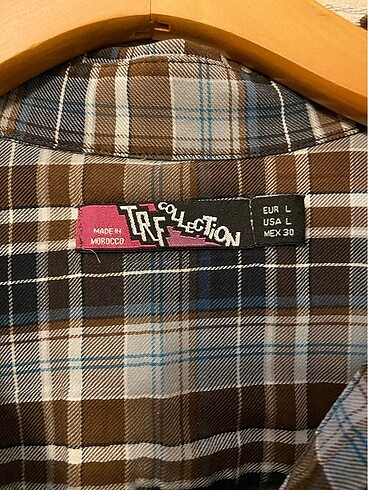 MADE IN
MOROCCO
TRF COLLECTION
EUR L
USA L
MEX 30